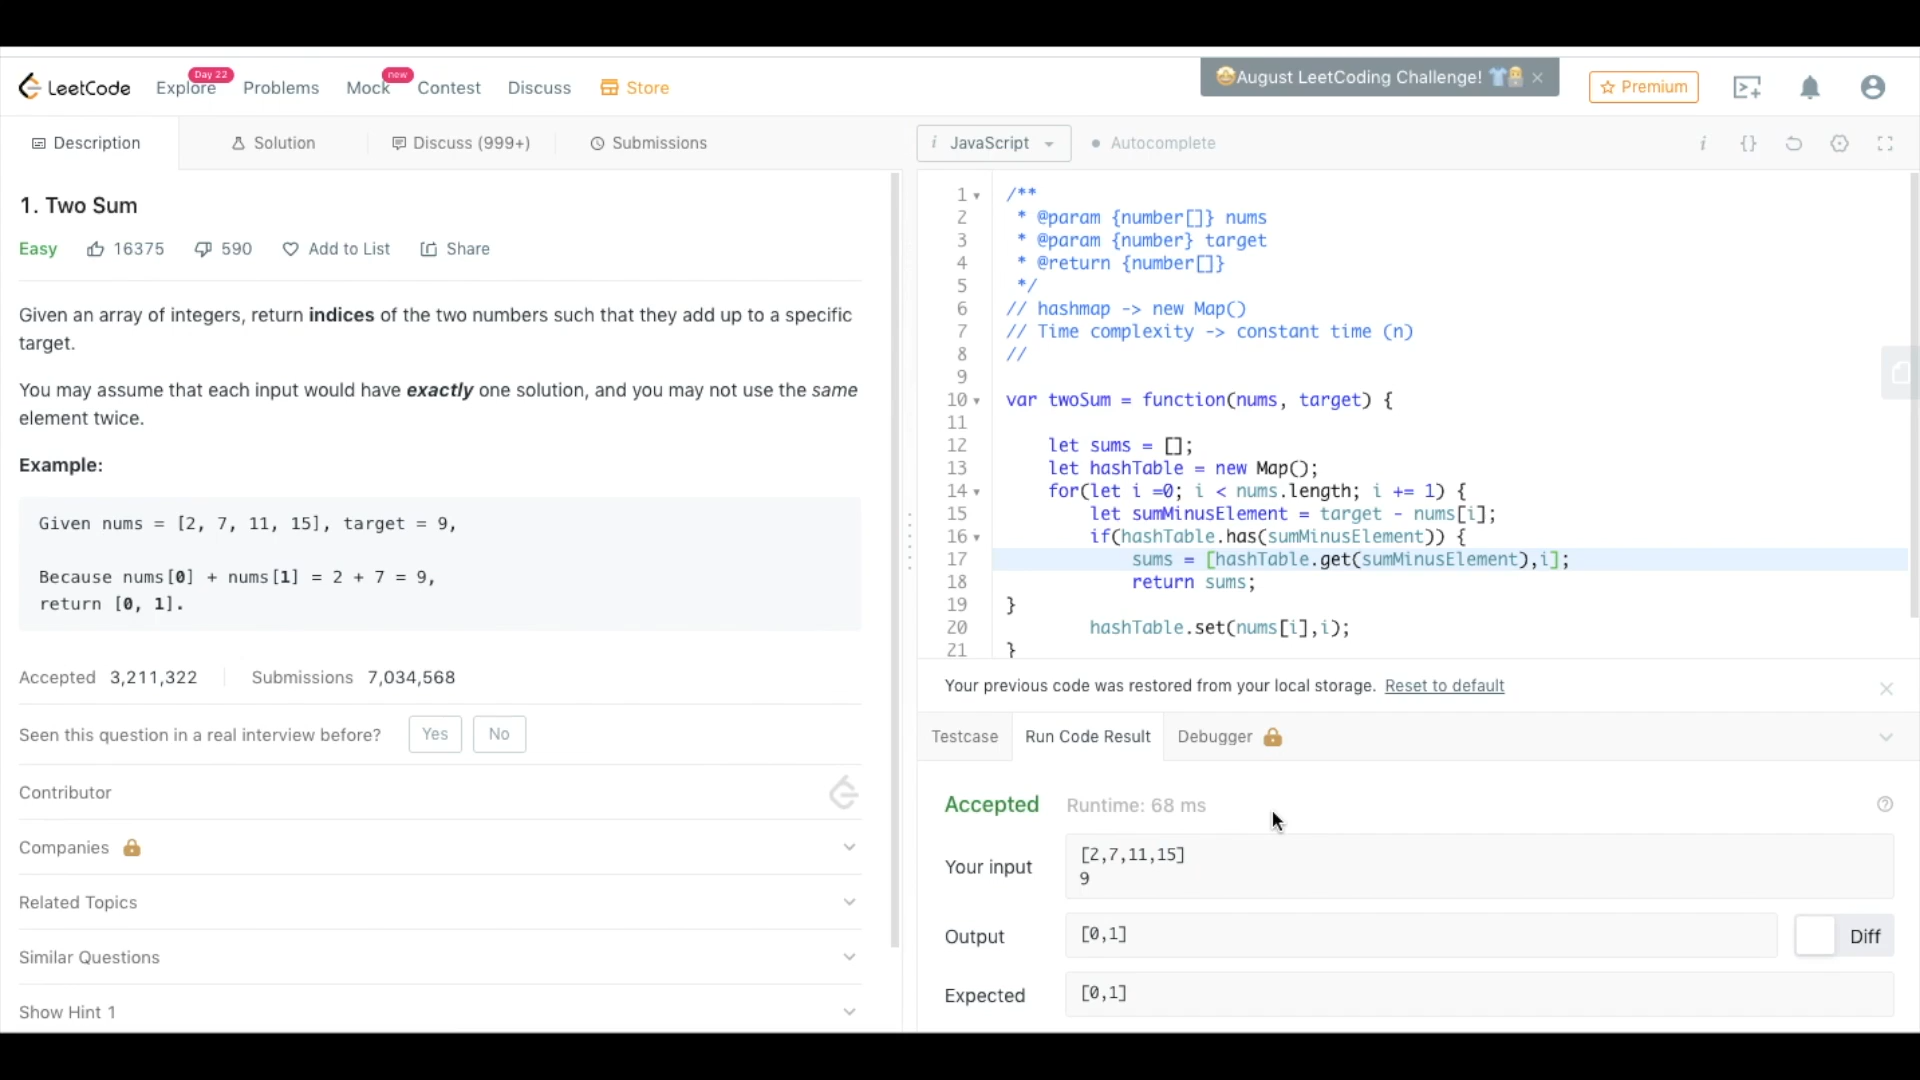 LeetCode
Explore
Day 22
Problems
Mock
new
Contest
Discuss
Store
August LeetCoding Challenge!
Premium
Description
Solution
Discuss (999+)
Submissions
1. Two Sum
Easy
16375
590
Add to List
Share
Given an array of integers, return indices of the two numbers such that they add up to a specific
target.
You may assume that each input would have exactly one solution, and you may not use the same
element twice.
Example:
Given nums = [2, 7, 11, 15], target = 9,
Because nums[0] + nums[1] = 2 + 7 = 9,
return [0, 1].
Accepted 3,211,322
Submissions 7,034,568
Seen this question in a real interview before?
Yes
No
Contributor
Companies
Related Topics
Similar Questions
Show Hint 1
i JavaScript
Autocomplete
i {}
1 /**
2 * @param {number[]} nums
3 * @param {number} target
4 * @return {number[]}
5 */
6 // hashmap -> new Map()
7 // Time complexity -> constant time (n)
8 //
9
10 var twoSum = function(nums, target) {
11
12 let sums = [];
13 let hashTable = new Map();
14 for(let i =0; i < nums.length; i += 1) {
15 let sumMinusElement = target - nums[i];
16 if(hashTable.has(sumMinusElement)) {
17 sums = [hashTable.get(sumMinusElement),i];
18 return sums;
19 }
20 hashTable.set(nums[i],i);
21 }
Your previous code was restored from your local storage. Reset to default
Testcase
Run Code Result
Debugger
Accepted
Runtime: 68 ms
Your input
[2,7,11,15]
9
Output
[0,1]
Diff
Expected
[0,1]